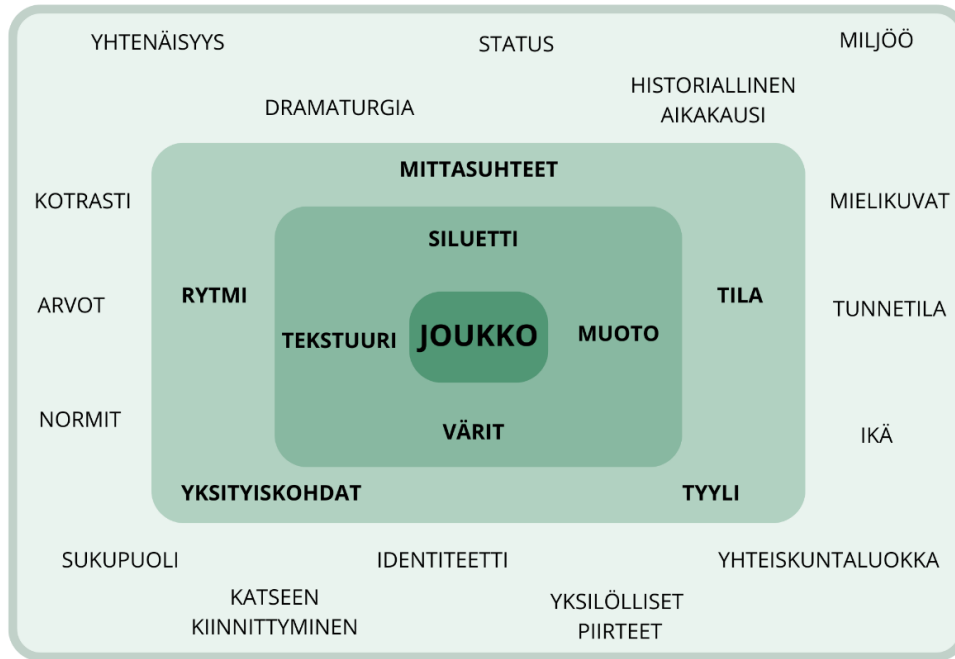 YHTENÄISYYS
STATUS
MILJÖÖ
DRAMATURGIA
HISTORIALLINEN
AIKAKAUSI
MITTASUHTEET
KOTRASTI
MIELIKUVAT
SILUETTI
ARVOT
RYTMI
TILA
TUNNETILA
TEKSTUURI
JOUKKO
MUOTO
NORMIT
VÄRIT
IKÄ
YKSITYISKOHDAT
TYYLI
SUKUPUOLI
IDENTITEETTI
YHTEISKUNTALUOKKA
KATSEEN
KIINNITTYMINEN
YKSILÖLLISET
PIIRTEET